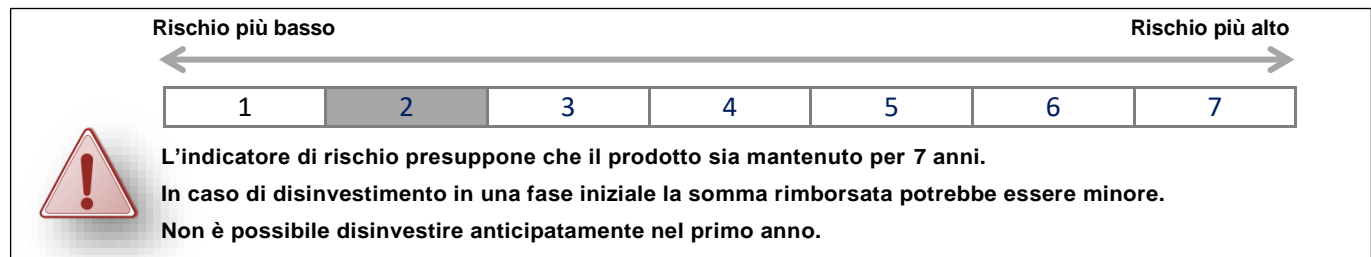 Rischio più basso Rischio più alto
1 2 3 4 5 6 7
L'indicatore di rischio presuppone che il prodotto sia mantenuto per 7 anni.
In caso di disinvestimento in una fase iniziale la somma rimborsata potrebbe essere minore.
Non è possibile disinvestire anticipatamente nel primo anno.